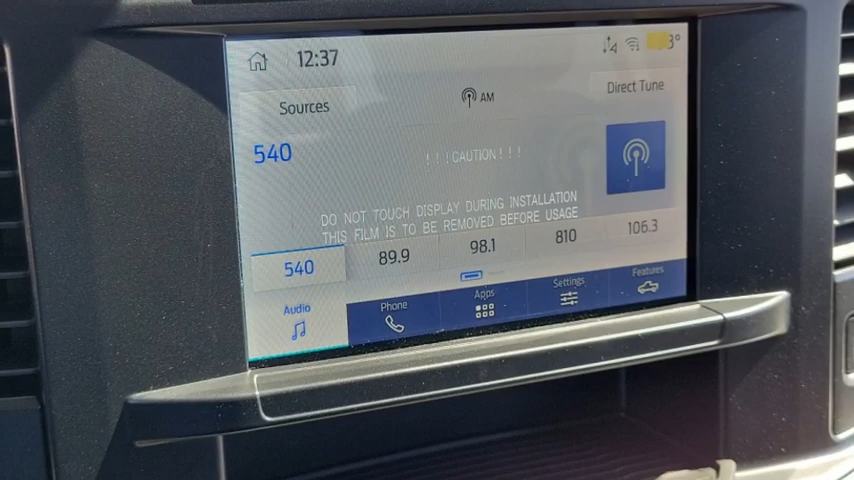 12:37
3°
Sources
AM
Direct Tune
540
! ! ! CAUTION ! ! !
DO NOT TOUCH DISPLAY DURING INSTALLATION
THIS FILM IS TO BE REMOVED BEFORE USAGE
540 89.9 98.1 810 106.3
Audio Phone Apps Settings Features